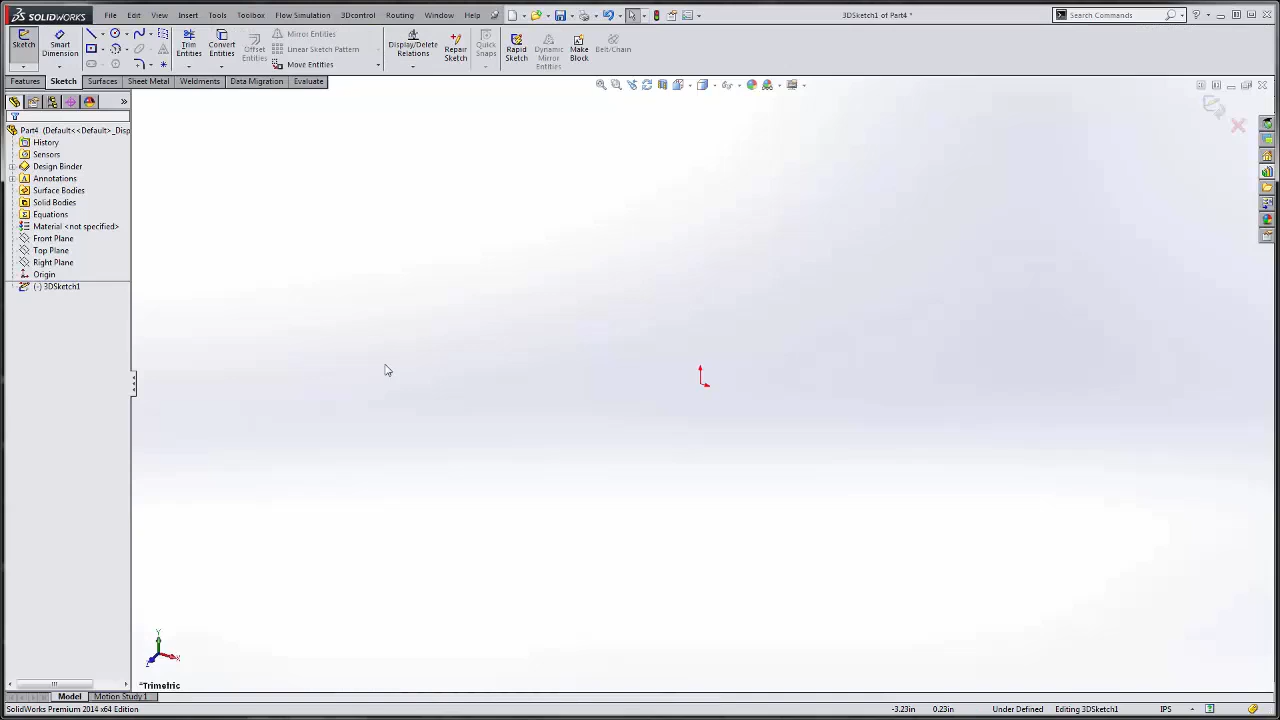 SOLIDWORKS File Edit View Insert Tools Toolbox Flow Simulation 3Dcontrol Routing Window Help 3DSketch1 of Part4 * Search Commands
Sketch Smart Dimension Trim Entities Convert Entities Offset Entities Mirror Entities Linear Sketch Pattern Move Entities Display/Delete Relations Repair Sketch Quick Snaps Rapid Sketch Dynamic Mirror Entities Make Block Belt/Chain
Features Sketch Surfaces Sheet Metal Weldments Data Migration Evaluate
Part4 (Default<<Default>_Disp
History
Sensors
Design Binder
Annotations
Surface Bodies
Solid Bodies
Equations
Material <not specified>
Front Plane
Top Plane
Right Plane
Origin
(-) 3DSketch1
Y
X
Z
*Trimetric
Model Motion Study 1
SolidWorks Premium 2014 x64 Edition -3.23in 0.23in Under Defined Editing 3DSketch1 IPS